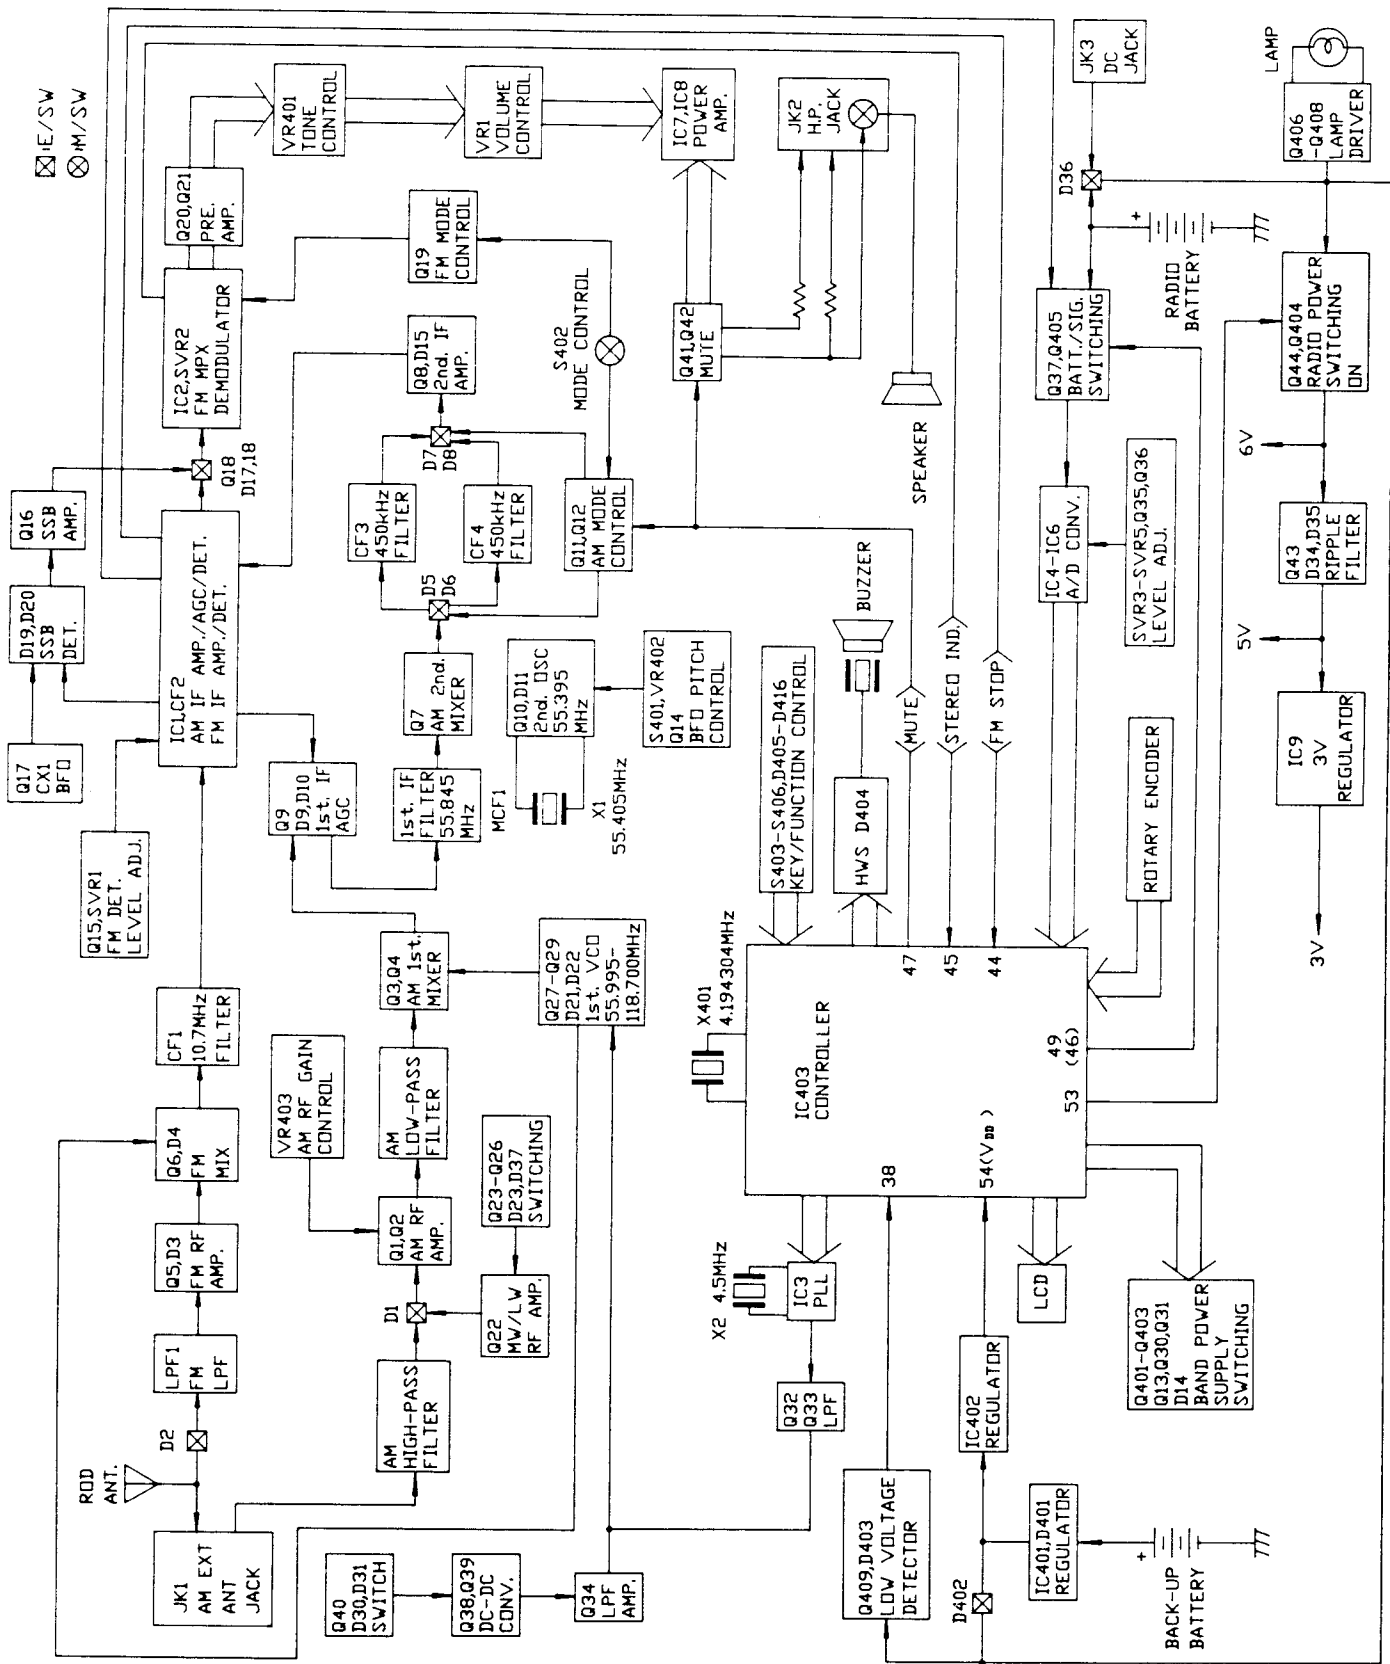 ROD
ANT.
JK1
AM EXT
ANT
JACK
D2
LPF1
FM
LPF
Q5,D3
FM RF
AMP.
Q6,D4
FM
MIX
CF1
10.7MHz
FILTER
Q15,SVR1
FM DET.
LEVEL ADJ.
Q17
CX1
BFO
D19,D20
SSB
DET.
Q16
SSB
AMP.
IC1,CF2
AM IF AMP./AGC/DET.
FM IF AMP./DET.
Q18
D17,18
IC2,SVR2
FM MPX
DEMODULATOR
Q20,Q21
PRE.
AMP.
:E/SW
:M/SW
VR401
TONE
CONTROL
VR1
VOLUME
CONTROL
IC7,IC8
POWER
AMP.
JK2
H.P.
JACK
AM
HIGH-PASS
FILTER
D1
Q22
MW/LW
RF AMP.
Q23-Q26
D23,D37
SWITCHING
VR403
AM RF GAIN
CONTROL
Q1,Q2
AM RF
AMP.
AM
LOW-PASS
FILTER
Q3,Q4
AM 1st.
MIXER
Q27-Q29
D21,D22
1st. VCO
55.995-
118.700MHz
Q9
D9,D10
1st. IF
AGC
1st. IF
FILTER
55.845
MHz
MCF1
Q7
AM 2nd.
MIXER
Q10,D11
2nd. OSC
55.395
MHz
X1
55.405MHz
S401,VR402
Q14
BFO PITCH
CONTROL
D5
D6
CF3
450kHz
FILTER
CF4
450kHz
FILTER
D7
D8
Q8,D15
2nd. IF
AMP.
Q11,Q12
AM MODE
CONTROL
S402
MODE CONTROL
Q19
FM MODE
CONTROL
Q41,Q42
MUTE
SPEAKER
Q40
D30,D31
SWITCH
Q38,Q39
DC-DC
CONV.
Q34
LPF
AMP.
Q32
Q33
LPF
IC3
PLL
X2 4.5MHz
X401
4.194304MHz
IC403
CONTROLLER
38
54(VDD)
53
49
(46)
47
45
44
MUTE
STEREO IND.
FM STOP
S403-S406,D405-D416
KEY/FUNCTION CONTROL
HWS D404
BUZZER
LCD
ROTARY ENCODER
Q401-Q403
Q13,Q30,Q31
D14
BAND POWER
SUPPLY
SWITCHING
Q409,D403
LOW VOLTAGE
DETECTOR
D402
IC402
REGULATOR
IC401,D401
REGULATOR
+
BACK-UP
BATTERY
IC4-IC6
A/D CONV.
SVR3-SVR5,Q35,Q36
LEVEL ADJ.
Q37,Q405
BATT./SIG.
SWITCHING
RADIO
BATTERY
+
D36
JK3
DC
JACK
LAMP
Q406
-Q408
LAMP
DRIVER
Q44,Q404
RADIO POWER
SWITCHING
ON
6V
Q43
D34,D35
RIPPLE
FILTER
5V
IC9
3V
REGULATOR
3V